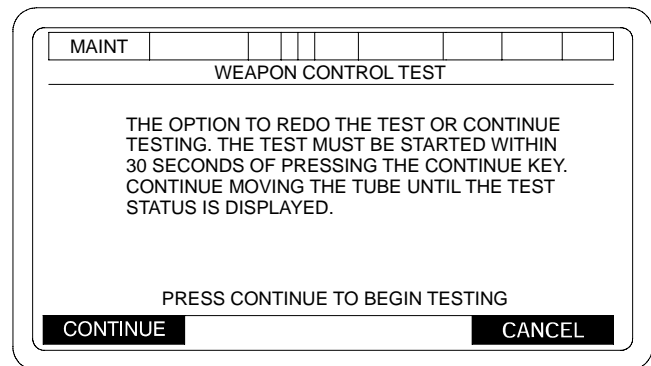 MAINT
WEAPON CONTROL TEST
THE OPTION TO REDO THE TEST OR CONTINUE
TESTING. THE TEST MUST BE STARTED WITHIN
30 SECONDS OF PRESSING THE CONTINUE KEY.
CONTINUE MOVING THE TUBE UNTIL THE TEST
STATUS IS DISPLAYED.
PRESS CONTINUE TO BEGIN TESTING
CONTINUE CANCEL